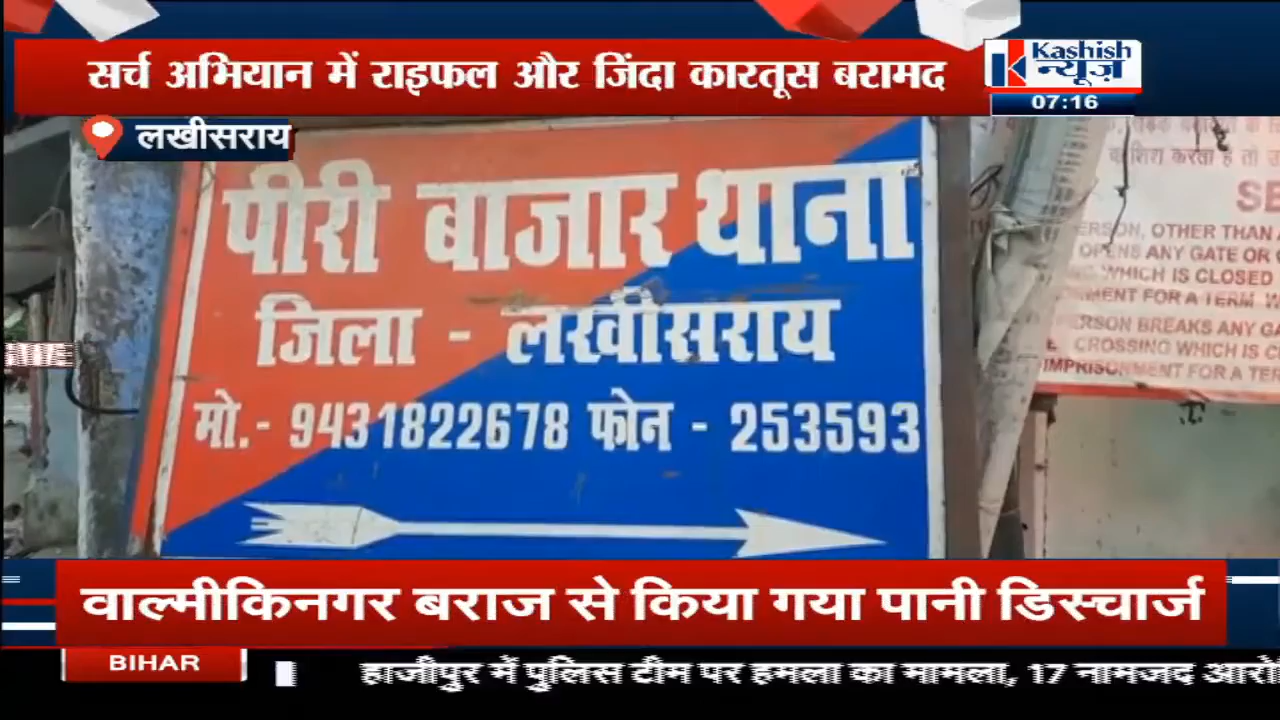 सर्च अभियान में राइफल और जिंदा कारतूस बरामद
Kashish
न्यूज़
07:16
लखीसराय
पीरी बाजार थाना
जिला - लखीसराय
मो.- 9431822678 फोन - 253593
SE
ERSON, OTHER THAN
OPENS ANY GATE OR
WHICH IS CLOSED
MENT FOR A TERM
ERSON BREAKS ANY GA
CROSSING WHICH IS C
IMPRISONMENT FOR A TER
वाल्मीकिनगर बराज से किया गया पानी डिस्चार्ज
BIHAR
हाजीपुर में पुलिस टीम पर हमला का मामला, 17 नामजद आरो